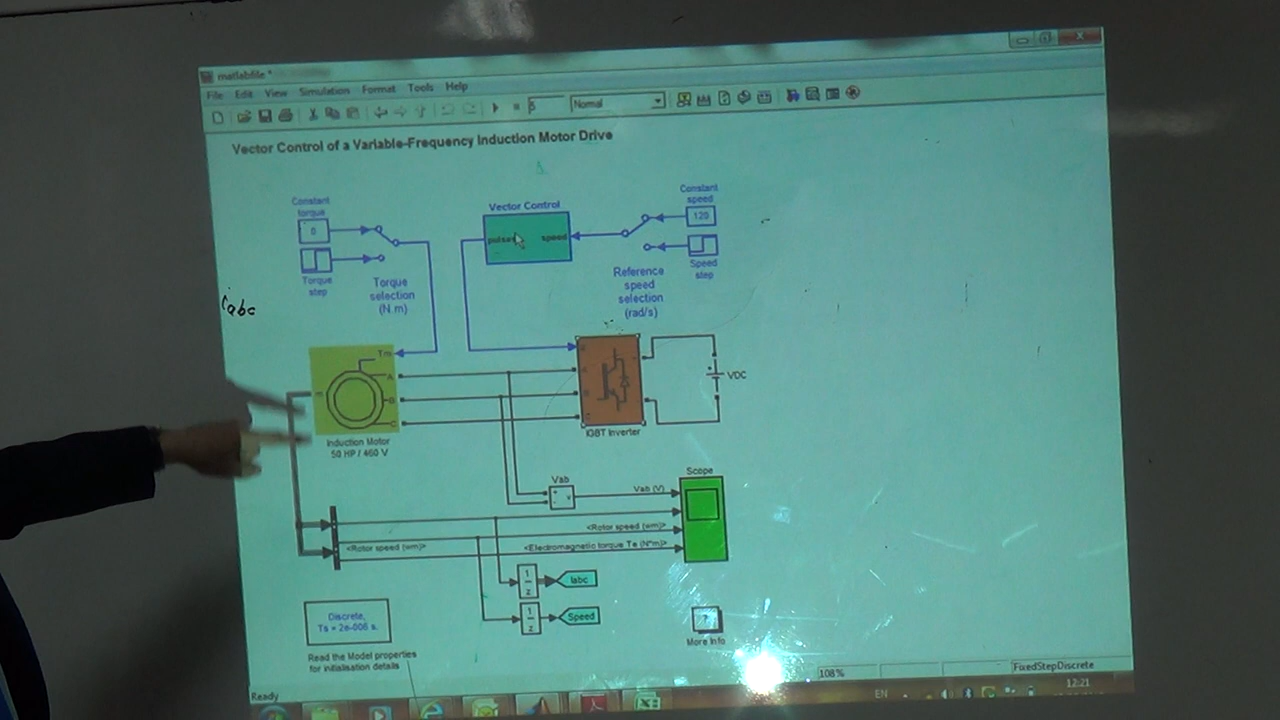 matlabfile *
File Edit View Simulation Format Tools Help
Normal
Vector Control of a Variable-Frequency Induction Motor Drive
Constant
torque
0
Torque
step
Torque
selection
(N.m)
Vector Control
pulses speed
Constant
speed
120
Speed
step
Reference
speed
selection
(rad/s)
iabc
Tm
A
B
C
m
Induction Motor
50 HP / 460 V
IGBT Inverter
VDC
Vab
Vab (V)
Scope
<Rotor speed (wm)>
<Rotor speed (wm)>
<Electromagnetic torque Te (N*m)>
1
z
Iabc
1
z
Speed
Discrete,
Ts = 2e-006 s.
Read the Model properties
for initialisation details
?
More Info
Ready
108%
FixedStepDiscrete
EN
12:21